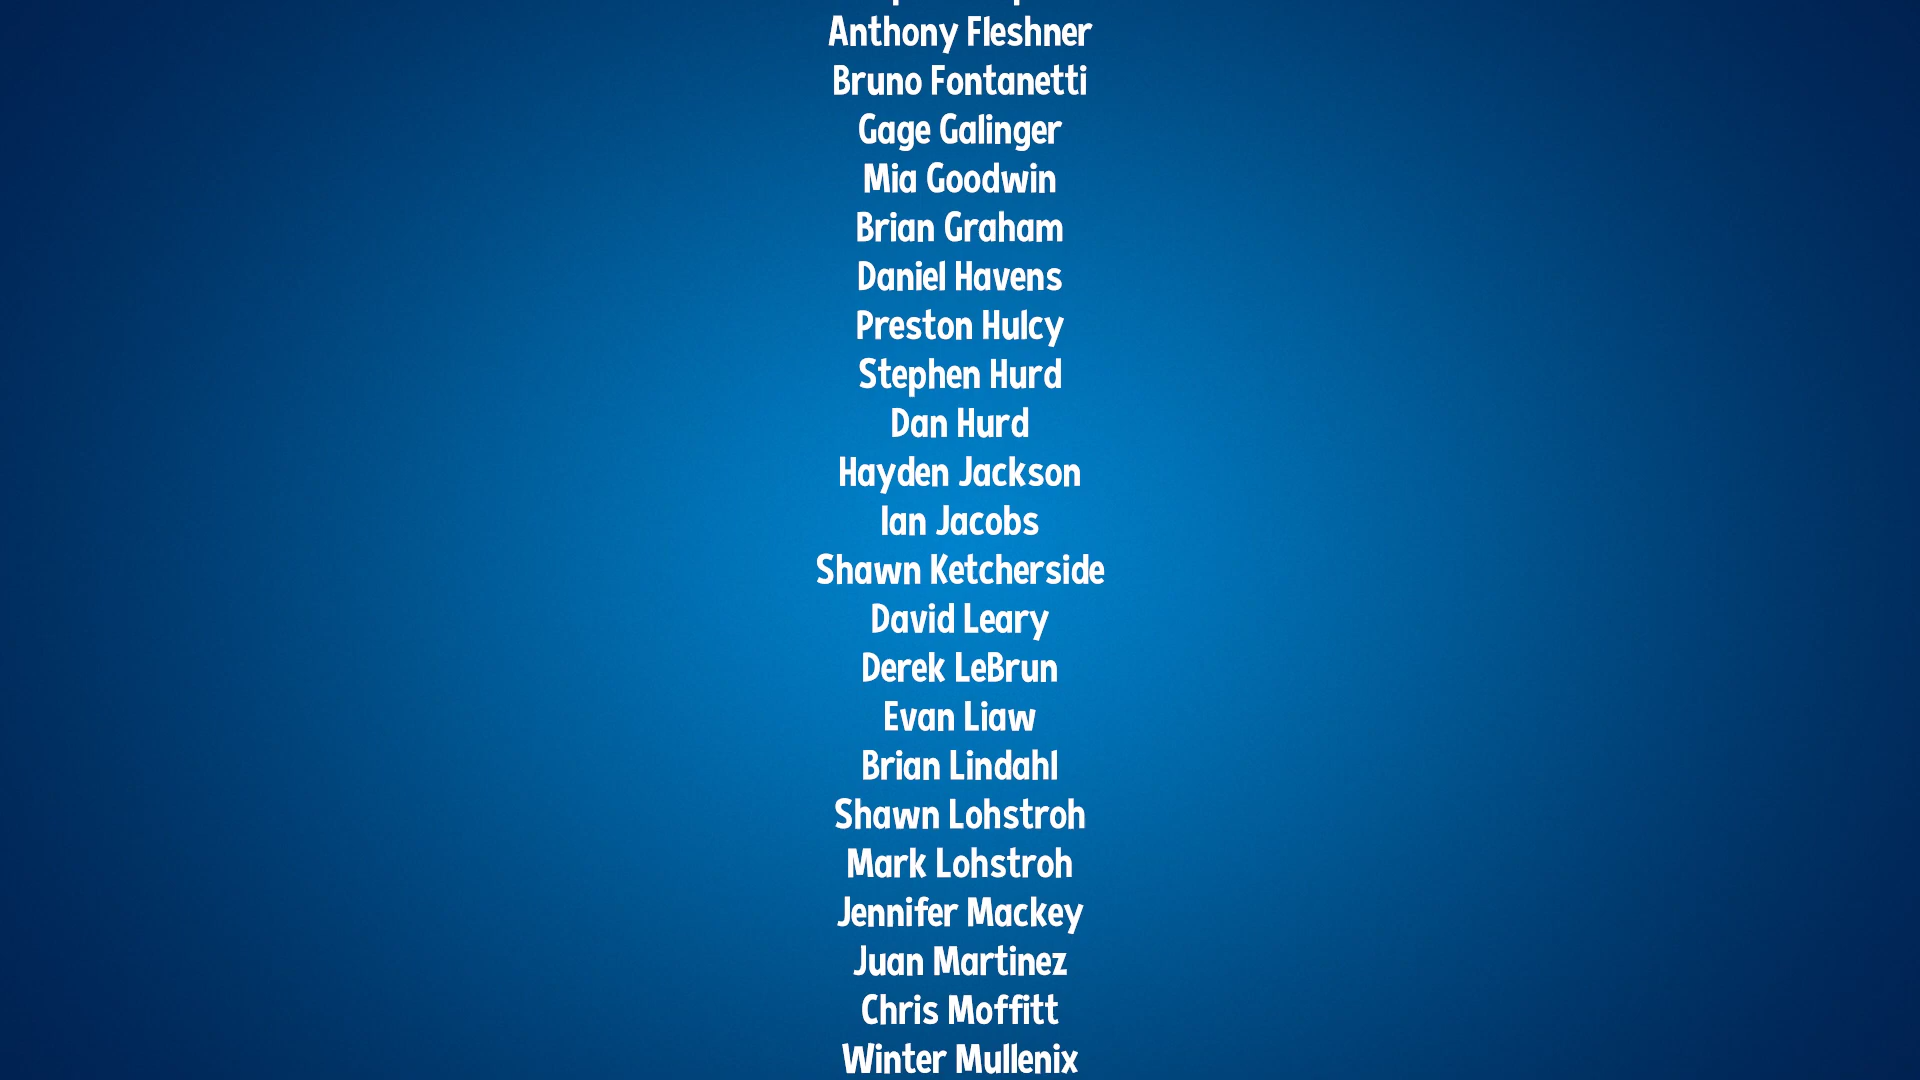 Anthony Fleshner
Bruno Fontanetti
Gage Galinger
Mia Goodwin
Brian Graham
Daniel Havens
Preston Hulcy
Stephen Hurd
Dan Hurd
Hayden Jackson
Ian Jacobs
Shawn Ketcherside
David Leary
Derek LeBrun
Evan Liaw
Brian Lindahl
Shawn Lohstroh
Mark Lohstroh
Jennifer Mackey
Juan Martinez
Chris Moffitt
Winter Mullenix